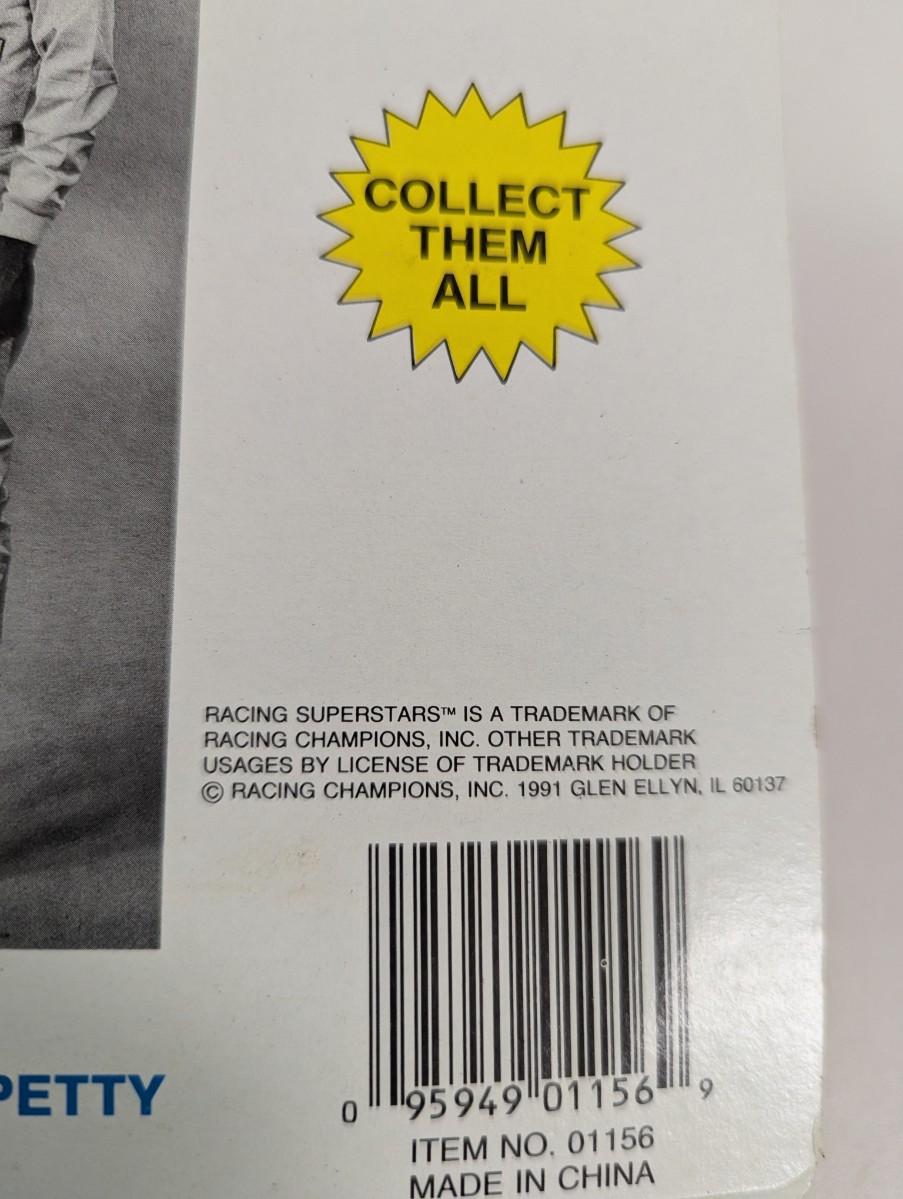 COLLECT
THEM
ALL
RACING SUPERSTARS™ IS A TRADEMARK OF
RACING CHAMPIONS, INC. OTHER TRADEMARK
USAGES BY LICENSE OF TRADEMARK HOLDER
© RACING CHAMPIONS, INC. 1991 GLEN ELLYN, IL 60137
PETTY
0 95949 01156 9
ITEM NO. 01156
MADE IN CHINA